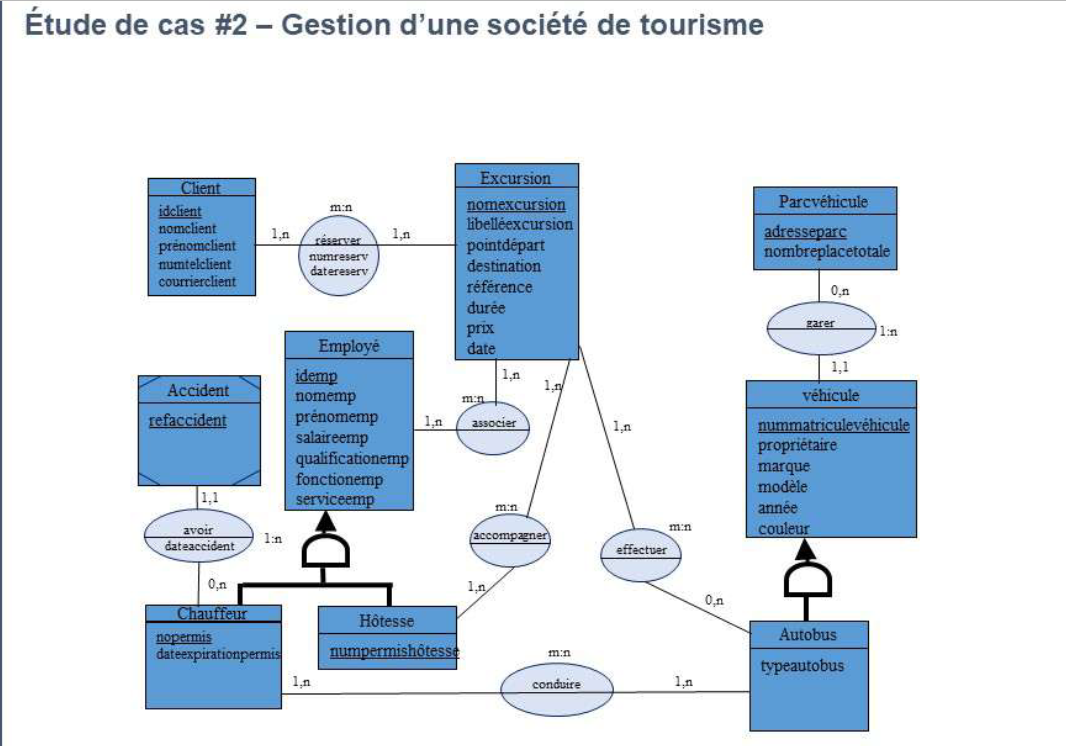 Étude de cas #2 – Gestion d'une société de tourisme
Client
idclient
nomclient
prénomclient
numtelclient
courrierclient
1,n
m:n
réserver
numreserv
datereserv
1,n
Excursion
nomexcursion
libelléexcursion
pointdépart
destination
référence
durée
prix
date
Parcvéhicule
adresseparc
nombreplacetotale
0,n
garer
1:n
1,1
Employé
idemp
nomemp
prénomemp
salaireemp
qualificationemp
fonctionemp
serviceemp
1,n
m:n
associer
1,n
1,n
1,n
Accident
refaccident
1,1
avoir
dateaccident
1:n
0,n
véhicule
nummatriculevéhicule
propriétaire
marque
modèle
année
couleur
m:n
accompagner
1,n
m:n
effectuer
0,n
Chauffeur
nopermis
dateexpirationpermis
Hôtesse
numpermishôtesse
Autobus
typeautobus
1,n
m:n
conduire
1,n